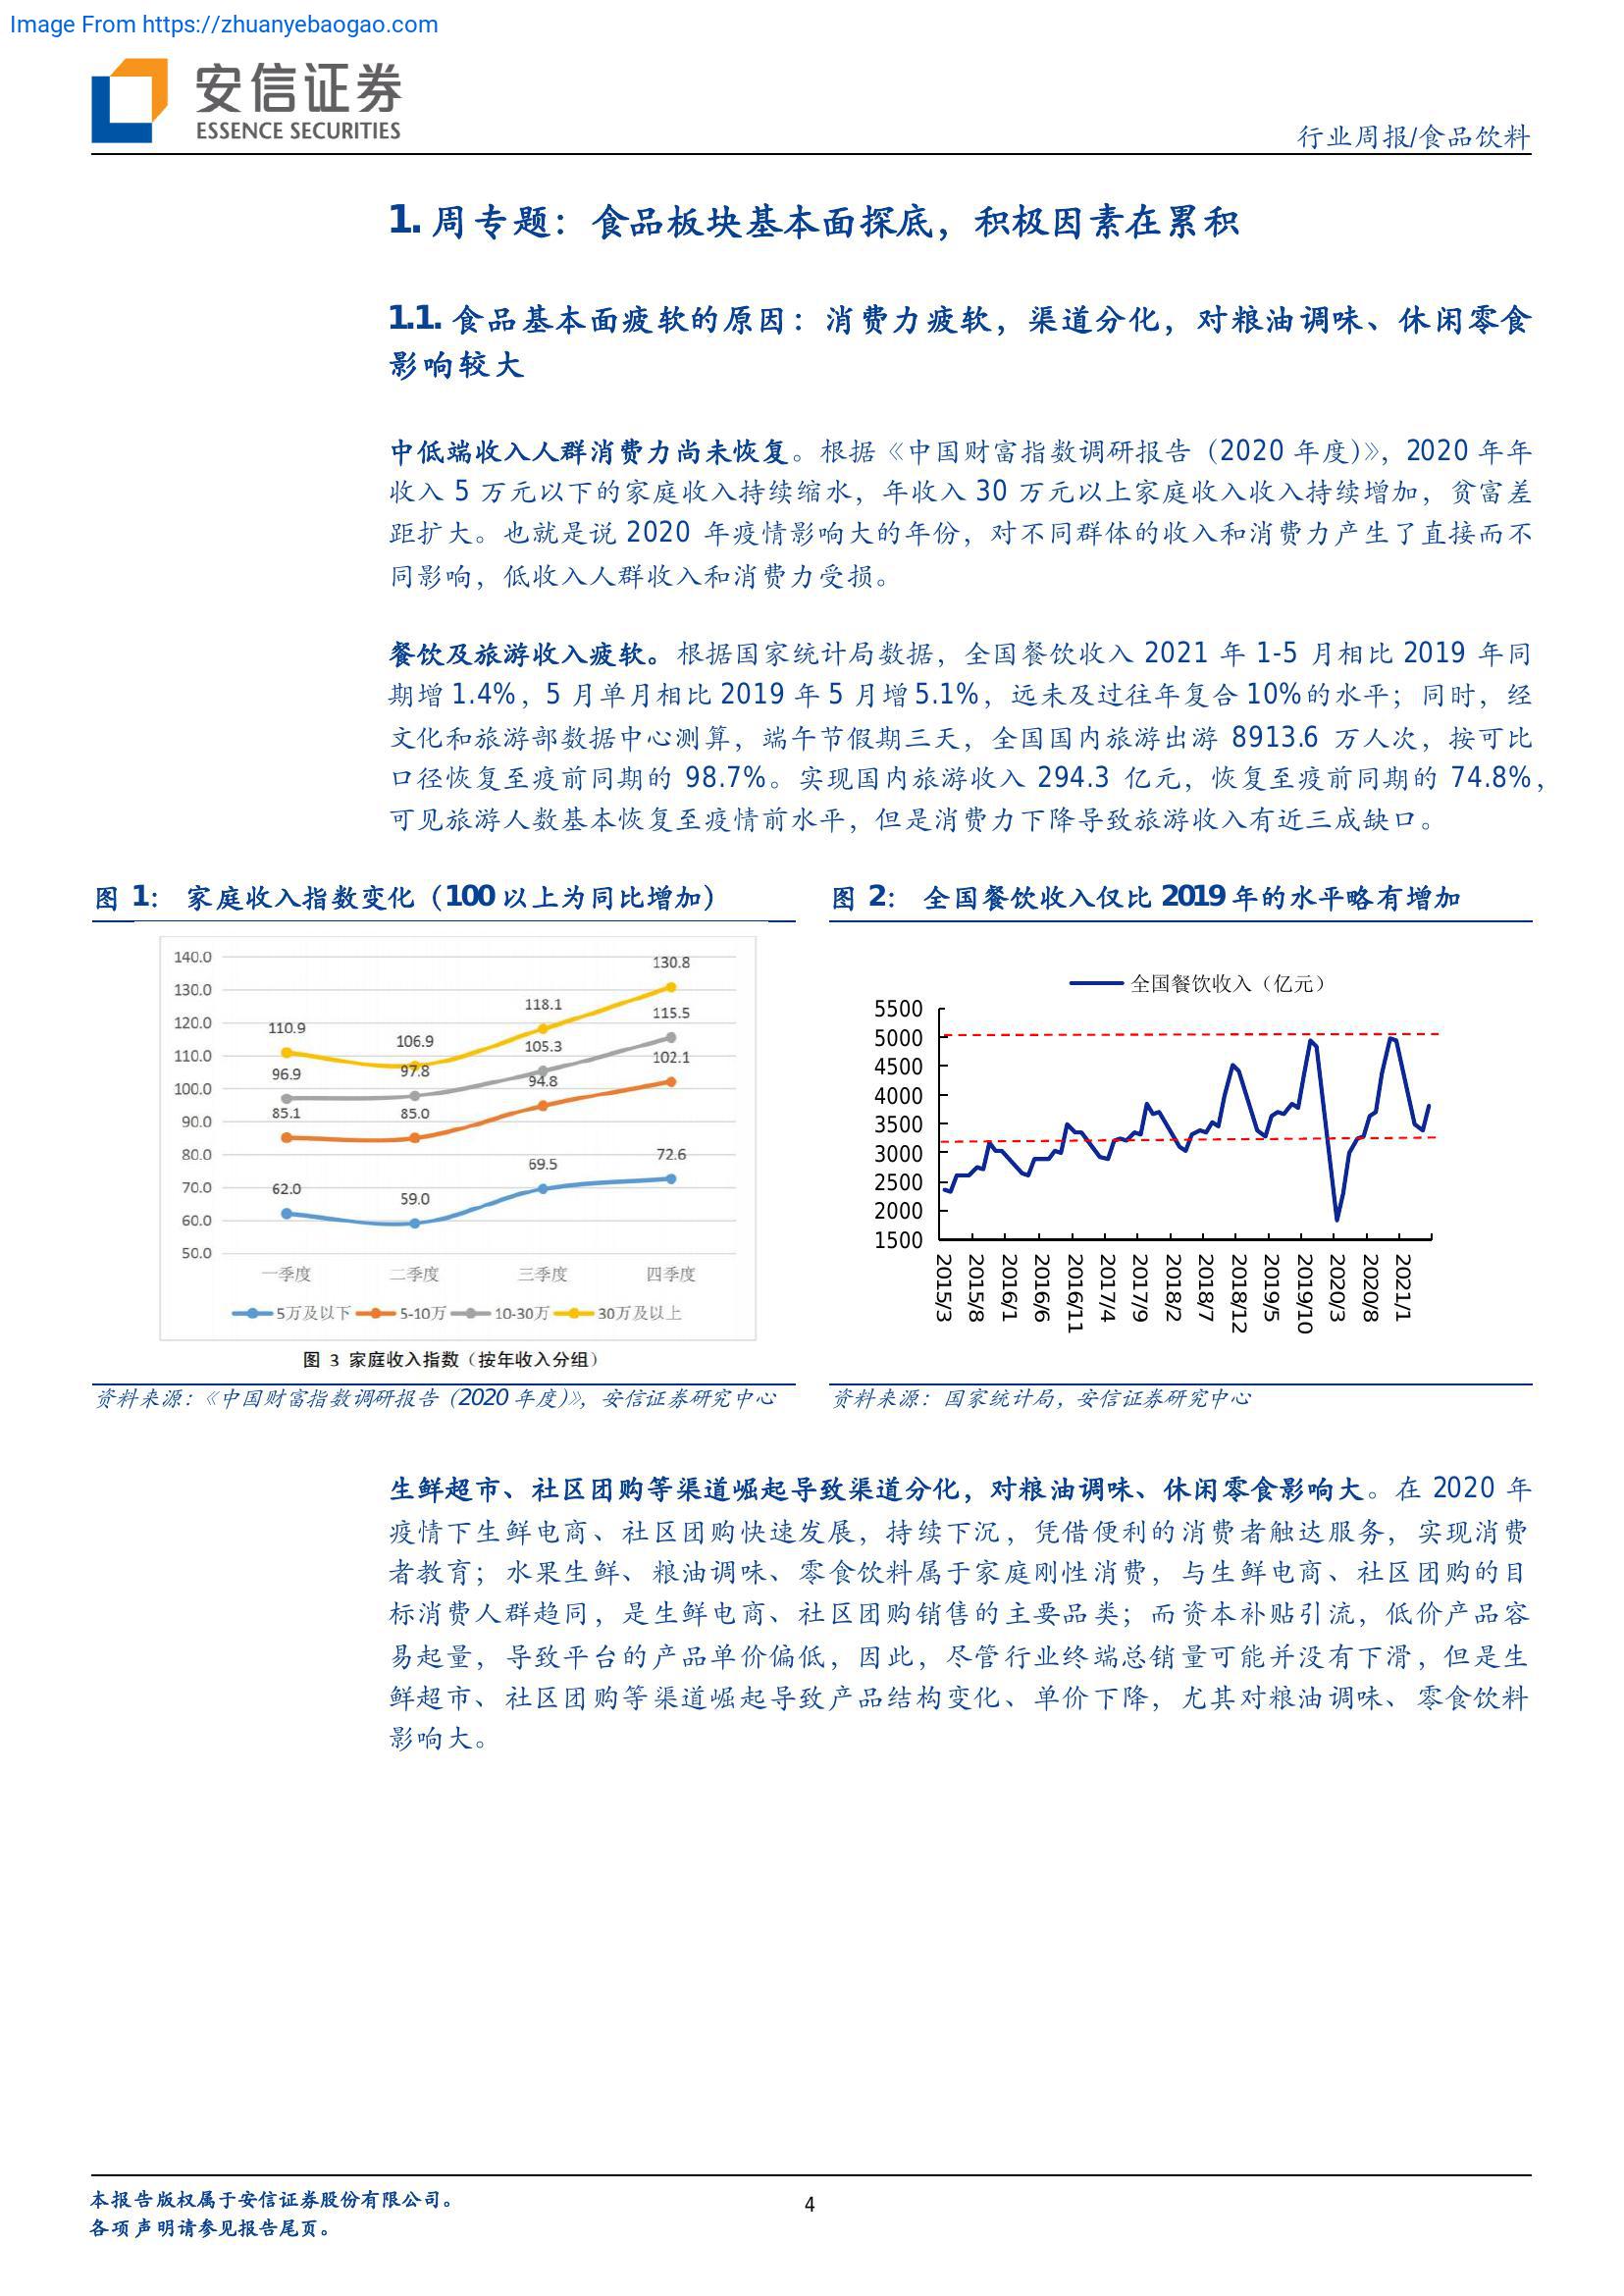 Image From https://zhuanyebaogao.com
安信证券
ESSENCE SECURITIES
行业周报/食品饮料
1. 周专题：食品板块基本面探底，积极因素在累积
1.1. 食品基本面疲软的原因：消费力疲软，渠道分化，对粮油调味、休闲零食
影响较大
中低端收入人群消费力尚未恢复。根据《中国财富指数调研报告（2020 年度）》，2020 年年
收入 5 万元以下的家庭收入持续缩水，年收入 30 万元以上家庭收入收入持续增加，贫富差
距扩大。也就是说 2020 年疫情影响大的年份，对不同群体的收入和消费力产生了直接而不
同影响，低收入人群收入和消费力受损。
餐饮及旅游收入疲软。根据国家统计局数据，全国餐饮收入 2021 年 1-5 月相比 2019 年同
期增 1.4%，5 月单月相比 2019 年 5 月增 5.1%，远未及过往年复合 10%的水平；同时，经
文化和旅游部数据中心测算，端午节假期三天，全国国内旅游出游 8913.6 万人次，按可比
口径恢复至疫前同期的 98.7%。实现国内旅游收入 294.3 亿元，恢复至疫前同期的 74.8%，
可见旅游人数基本恢复至疫情前水平，但是消费力下降导致旅游收入有近三成缺口。
图 1： 家庭收入指数变化（100 以上为同比增加）
140.0
130.0
120.0
110.0
100.0
90.0
80.0
70.0
60.0
50.0
110.9
106.9
118.1
130.8
96.9
97.8
105.3
115.5
85.1
85.0
94.8
102.1
62.0
59.0
69.5
72.6
一季度 二季度 三季度 四季度
5万及以下 5-10万 10-30万 30万及以上
图 3 家庭收入指数（按年收入分组）
资料来源：《中国财富指数调研报告（2020 年度）》，安信证券研究中心
图 2： 全国餐饮收入仅比 2019 年的水平略有增加
全国餐饮收入（亿元）
5500
5000
4500
4000
3500
3000
2500
2000
1500
2015/3
2015/8
2016/1
2016/6
2016/11
2017/4
2017/9
2018/2
2018/7
2018/12
2019/5
2019/10
2020/3
2020/8
2021/1
资料来源：国家统计局，安信证券研究中心
生鲜超市、社区团购等渠道崛起导致渠道分化，对粮油调味、休闲零食影响大。在 2020 年
疫情下生鲜电商、社区团购快速发展，持续下沉，凭借便利的消费者触达服务，实现消费
者教育；水果生鲜、粮油调味、零食饮料属于家庭刚性消费，与生鲜电商、社区团购的目
标消费人群趋同，是生鲜电商、社区团购销售的主要品类；而资本补贴引流，低价产品容
易起量，导致平台的产品单价偏低，因此，尽管行业终端总销量可能并没有下滑，但是生
鲜超市、社区团购等渠道崛起导致产品结构变化、单价下降，尤其对粮油调味、零食饮料
影响大。
本报告版权属于安信证券股份有限公司。
各项声明请参见报告尾页。
4